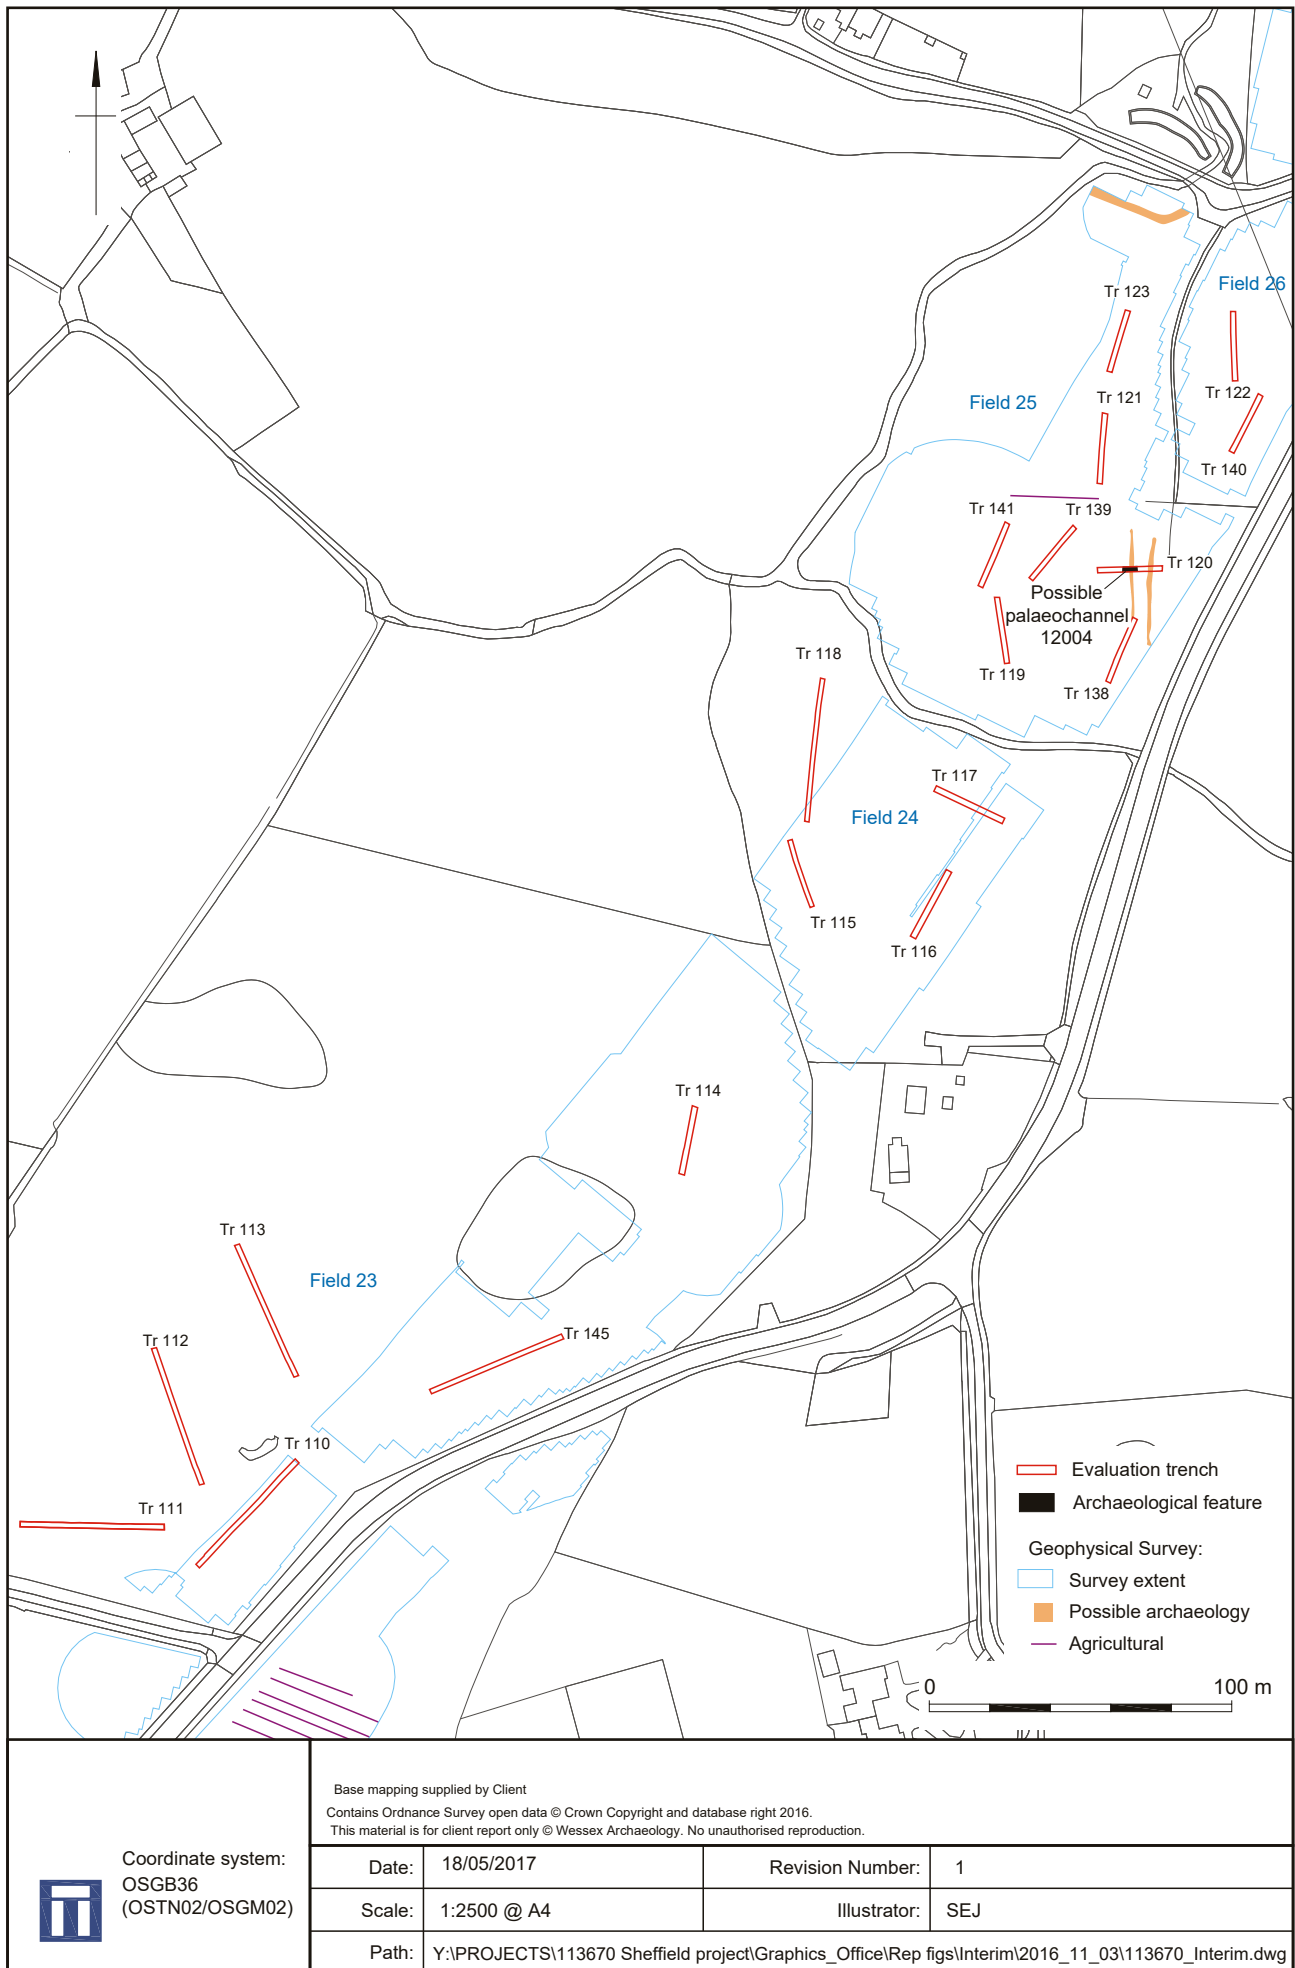 Tr 123
Field 26
Tr 121
Field 25
Tr 122
Tr 140
Tr 141
Tr 139
Tr 120
Possible
palaeochannel
12004
Tr 118
Tr 119
Tr 138
Tr 117
Field 24
Tr 115
Tr 116
Tr 114
Tr 113
Field 23
Tr 112
Tr 145
Tr 110
Tr 111
Evaluation trench
Archaeological feature
Geophysical Survey:
Survey extent
Possible archaeology
Agricultural
0 100 m
Base mapping supplied by Client
Contains Ordnance Survey open data © Crown Copyright and database right 2016.
This material is for client report only © Wessex Archaeology. No unauthorised reproduction.
Coordinate system:
OSGB36
(OSTN02/OSGM02)
Date: 18/05/2017 Revision Number: 1
Scale: 1:2500 @ A4 Illustrator: SEJ
Path: Y:\PROJECTS\113670 Sheffield project\Graphics_Office\Rep figs\Interim\2016_11_03\113670_Interim.dwg